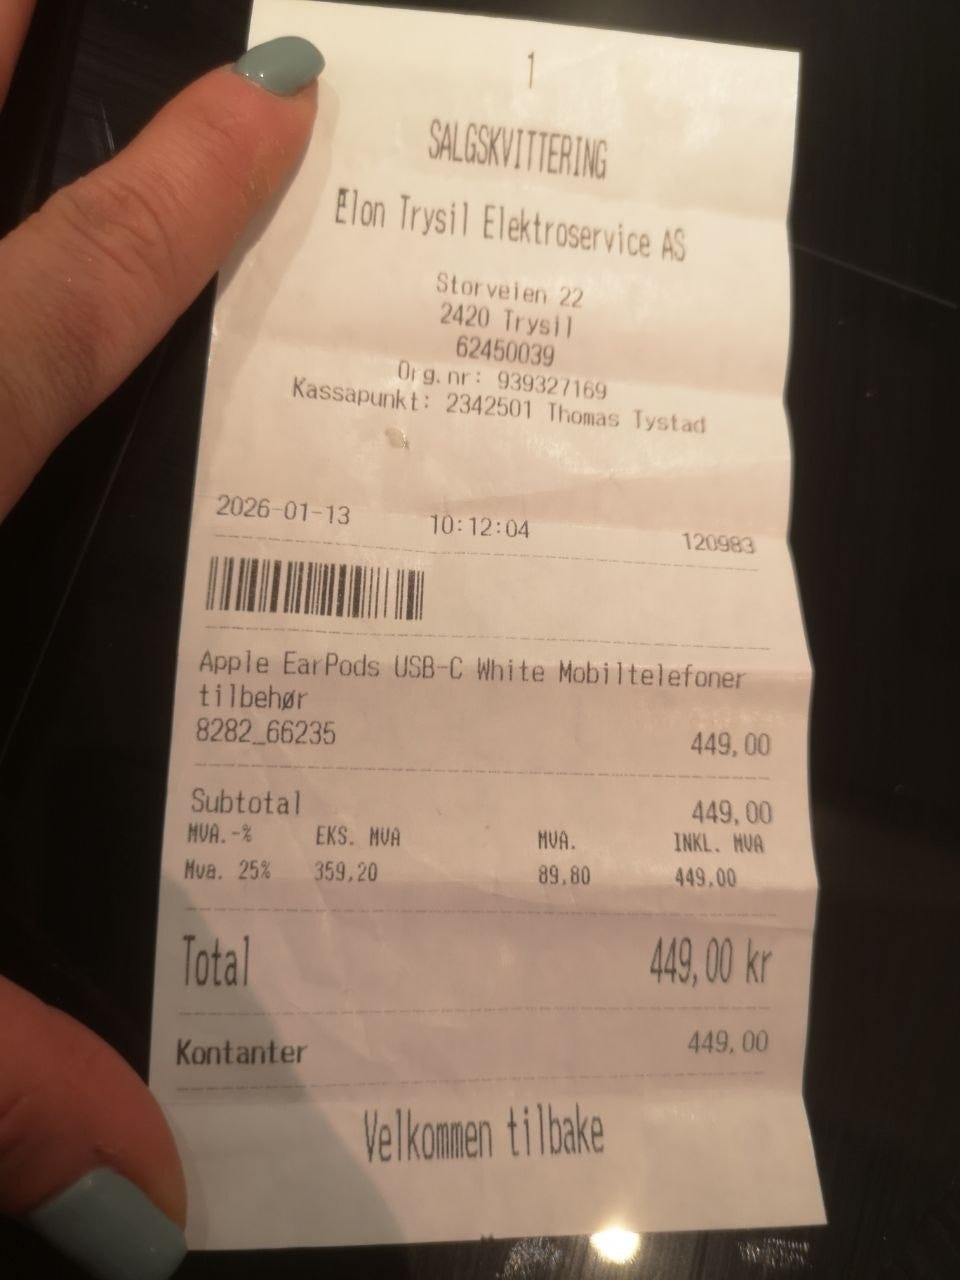 1
SALGSKVITTERING
Elon Trysil Elektroservice AS
Storveien 22
2420 Trysil
62450039
Org.nr: 939327169
Kassapunkt: 2342501 Thomas Tystad
2026-01-13 10:12:04 120983
Apple EarPods USB-C White Mobiltelefoner
tilbehør
8282_66235 449,00
Subtotal 449,00
MVA.-% EKS. MVA MVA. INKL. MVA
Mva. 25% 359,20 89,80 449,00
Total 449,00 kr
Kontanter 449,00
Velkommen tilbake